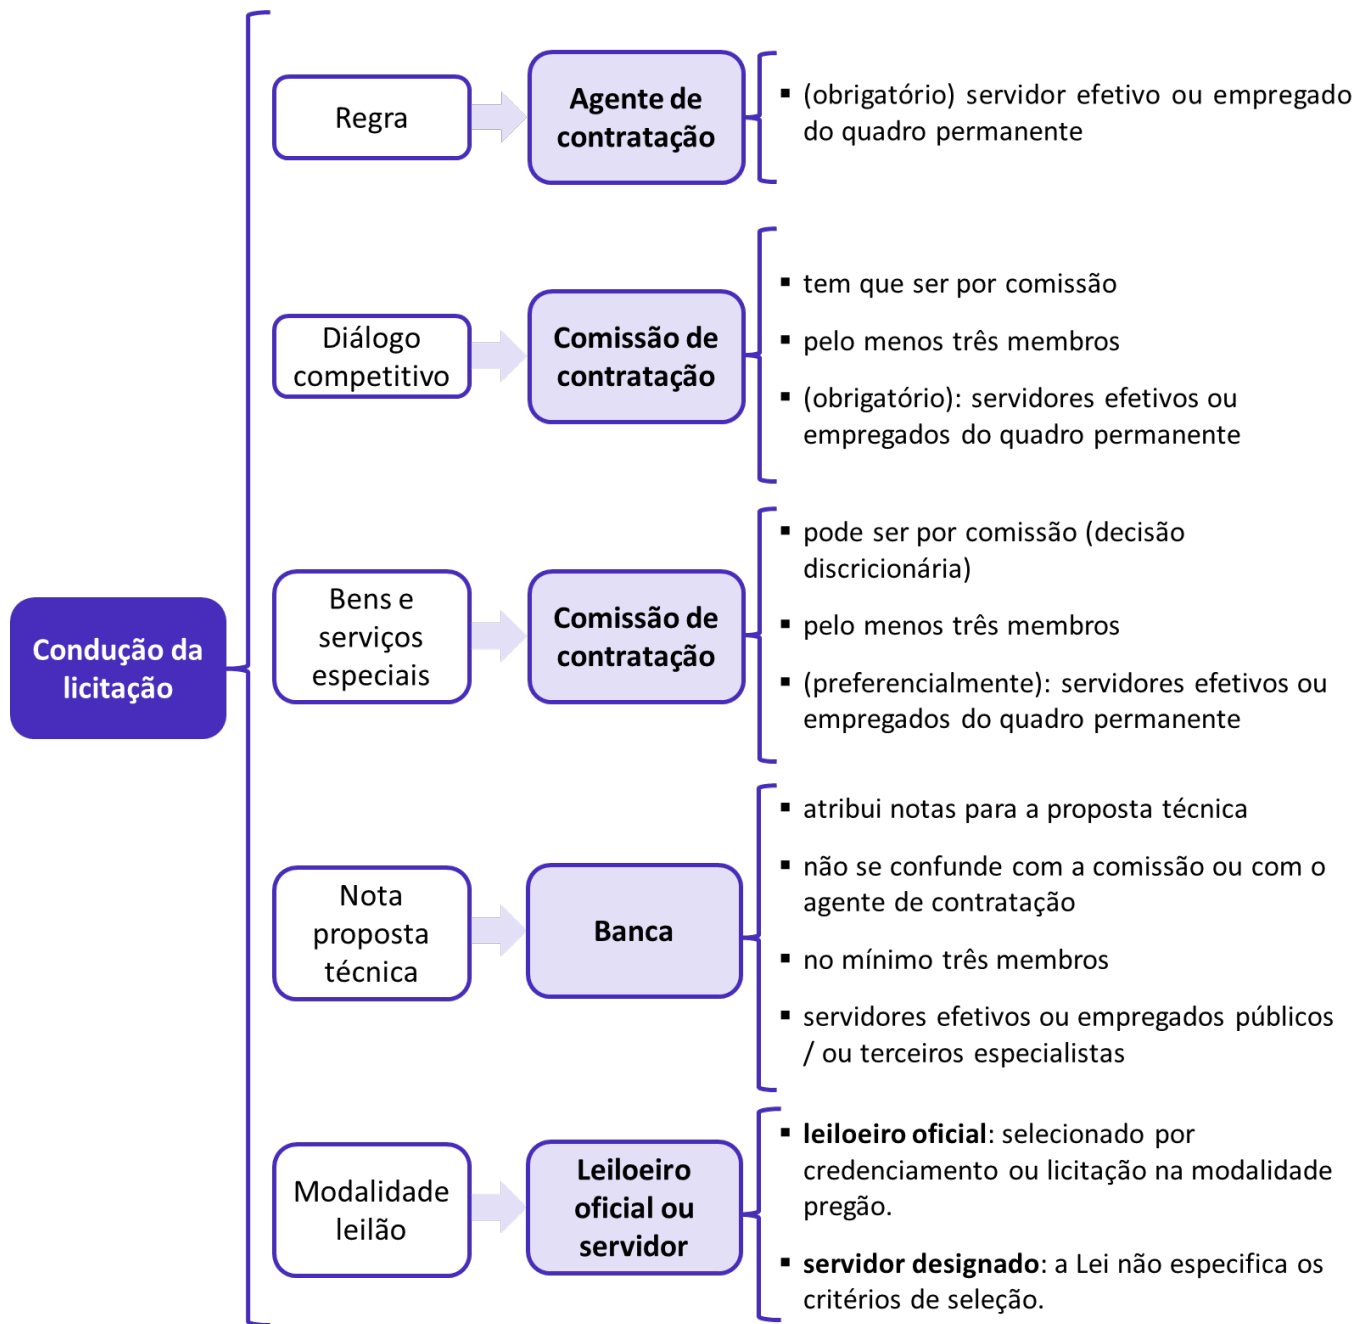 Condução da
licitação
Regra
Agente de
contratação
▪ (obrigatório) servidor efetivo ou empregado
do quadro permanente
Diálogo
competitivo
Comissão de
contratação
▪ tem que ser por comissão
▪ pelo menos três membros
▪ (obrigatório): servidores efetivos ou
empregados do quadro permanente
Bens e
serviços
especiais
Comissão de
contratação
▪ pode ser por comissão (decisão
discricionária)
▪ pelo menos três membros
▪ (preferencialmente): servidores efetivos ou
empregados do quadro permanente
Nota
proposta
técnica
Banca
▪ atribui notas para a proposta técnica
▪ não se confunde com a comissão ou com o
agente de contratação
▪ no mínimo três membros
▪ servidores efetivos ou empregados públicos
/ ou terceiros especialistas
Modalidade
leilão
Leiloeiro
oficial ou
servidor
▪ leiloeiro oficial: selecionado por
credenciamento ou licitação na modalidade
pregão.
▪ servidor designado: a Lei não especifica os
critérios de seleção.